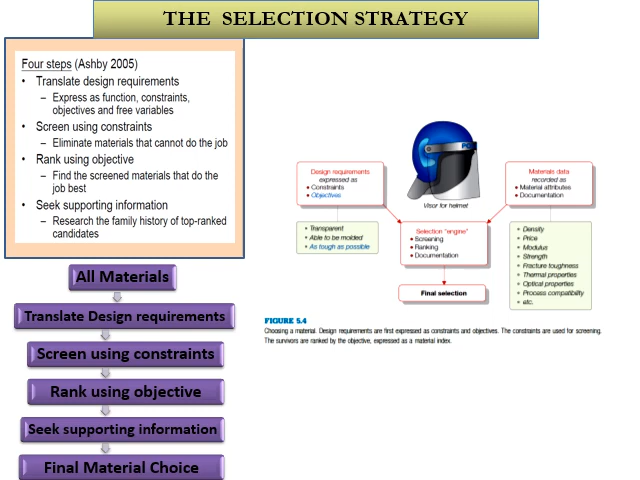 THE SELECTION STRATEGY
Four steps (Ashby 2005)
• Translate design requirements
– Express as function, constraints,
objectives and free variables
• Screen using constraints
– Eliminate materials that cannot do the job
• Rank using objective
– Find the screened materials that do the
job best
• Seek supporting information
– Research the family history of top-ranked
candidates
All Materials
Translate Design requirements
Screen using constraints
Rank using objective
Seek supporting information
Final Material Choice
Design requirements
expressed as
• Constraints
• Objectives
• Transparent
• Able to be molded
• As tough as possible
Visor for helmet
Selection "engine"
• Screening
• Ranking
• Documentation
Final selection
Materials data
recorded as
• Material attributes
• Documentation
• Density
• Price
• Modulus
• Strength
• Fracture toughness
• Thermal properties
• Optical properties
• Process compatibility
• etc.
FIGURE 5.4
Choosing a material. Design requirements are first expressed as constraints and objectives. The constraints are used for screening.
The survivors are ranked by the objective, expressed as a material index.